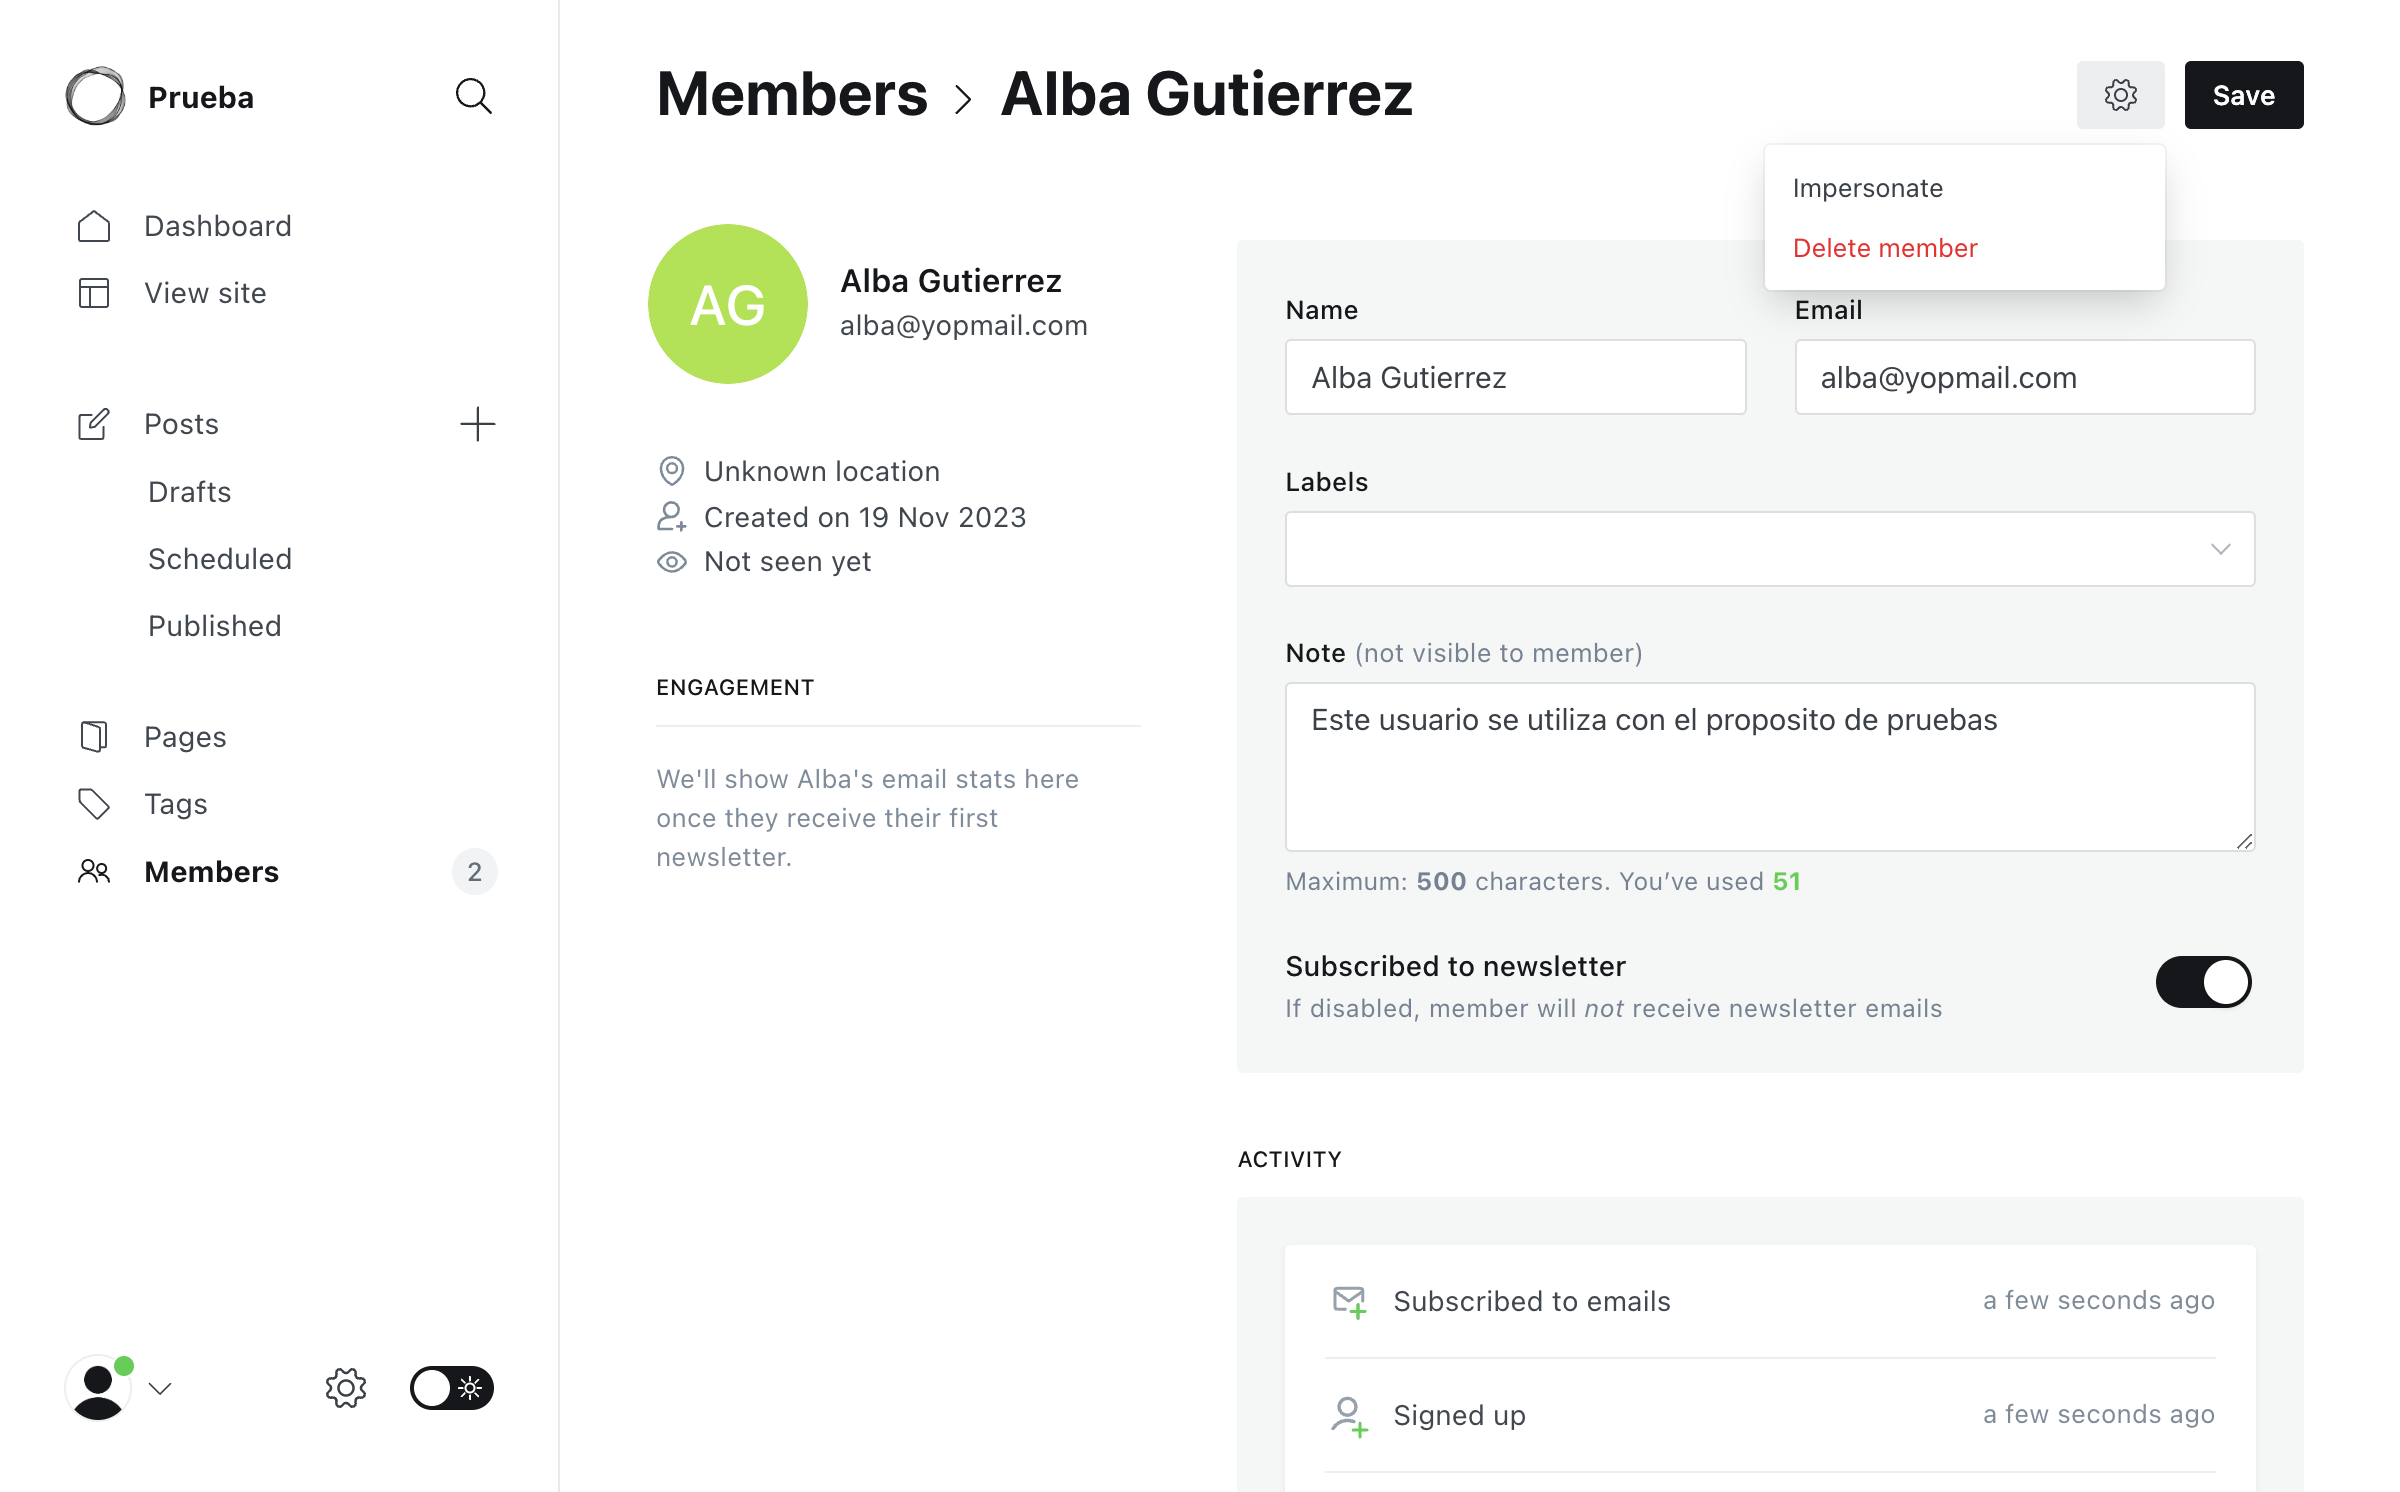 Prueba
Dashboard
View site
Posts
Drafts
Scheduled
Published
Pages
Tags
Members
2
Members > Alba Gutierrez
Save
Impersonate
Delete member
AG
Alba Gutierrez
alba@yopmail.com
Unknown location
Created on 19 Nov 2023
Not seen yet
ENGAGEMENT
We'll show Alba's email stats here
once they receive their first
newsletter.
Name
Email
Alba Gutierrez
alba@yopmail.com
Labels
Note (not visible to member)
Este usuario se utiliza con el proposito de pruebas
Maximum: 500 characters. You’ve used 51
Subscribed to newsletter
If disabled, member will not receive newsletter emails
ACTIVITY
Subscribed to emails
a few seconds ago
Signed up
a few seconds ago